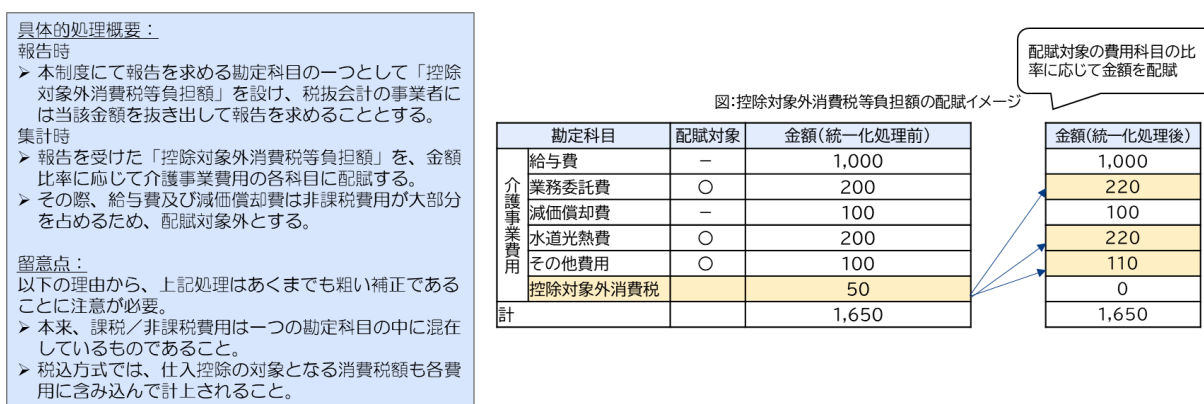 具体的処理概要：
報告時
➢ 本制度にて報告を求める勘定科目の一つとして「控除
対象外消費税等負担額」を設け、税抜会計の事業者に
は当該金額を抜き出して報告を求めることとする。
集計時
➢ 報告を受けた「控除対象外消費税等負担額」を、金額
比率に応じて介護事業費用の各科目に配賦する。
➢ その際、給与費及び減価償却費は非課税費用が大部分
を占めるため、配賦対象外とする。
留意点：
以下の理由から、上記処理はあくまでも粗い補正である
ことに注意が必要。
➢ 本来、課税／非課税費用は一つの勘定科目の中に混在
しているものであること。
➢ 税込方式では、仕入控除の対象となる消費税額も各費
用に含み込んで計上されること。
配賦対象の費用科目の比
率に応じて金額を配賦
図：控除対象外消費税等負担額の配賦イメージ
勘定科目 配賦対象 金額（統一化処理前） 金額（統一化処理後）
介護事業費用
給与費 － 1,000 1,000
業務委託費 ○ 200 220
減価償却費 － 100 100
水道光熱費 ○ 200 220
その他費用 ○ 100 110
控除対象外消費税 50 0
計 1,650 1,650